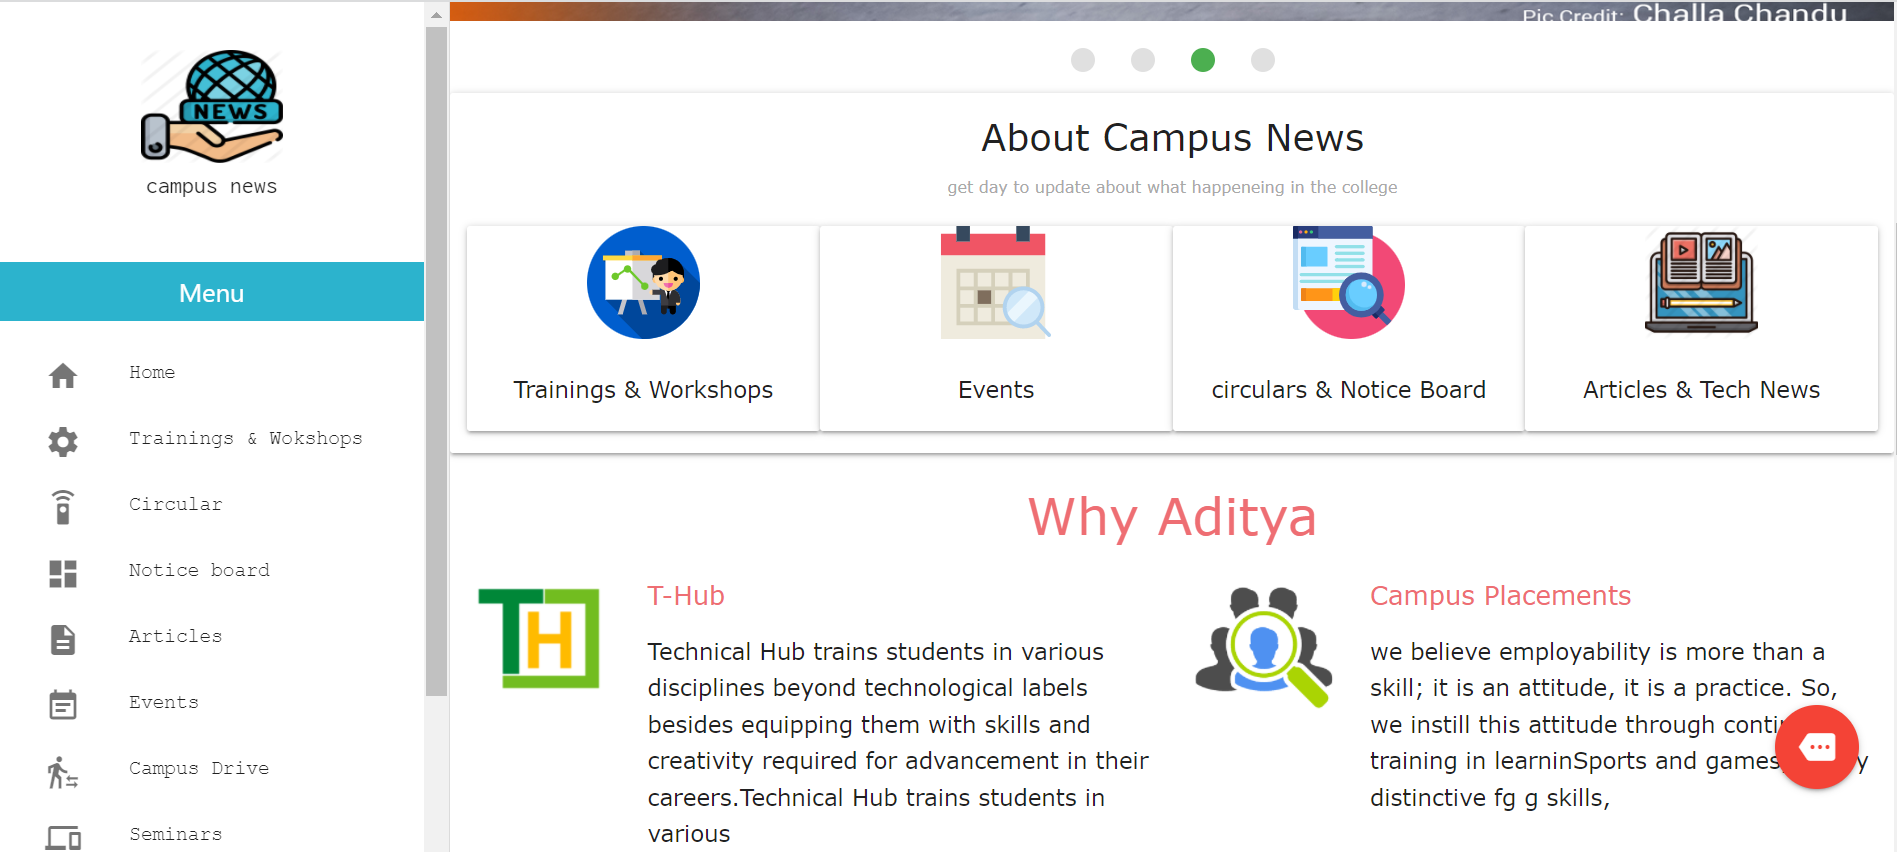 NEWS
campus news
Menu
Home
Trainings & Wokshops
Circular
Notice board
Articles
Events
Campus Drive
Seminars
Pic Credit: Challa Chandu
About Campus News
get day to update about what happeneing in the college
Trainings & Workshops
Events
circulars & Notice Board
Articles & Tech News
Why Aditya
TH
T-Hub
Technical Hub trains students in various
disciplines beyond technological labels
besides equipping them with skills and
creativity required for advancement in their
careers.Technical Hub trains students in
various
Campus Placements
we believe employability is more than a
skill; it is an attitude, it is a practice. So,
we instill this attitude through
training in learninSports and games,
distinctive fg g skills,